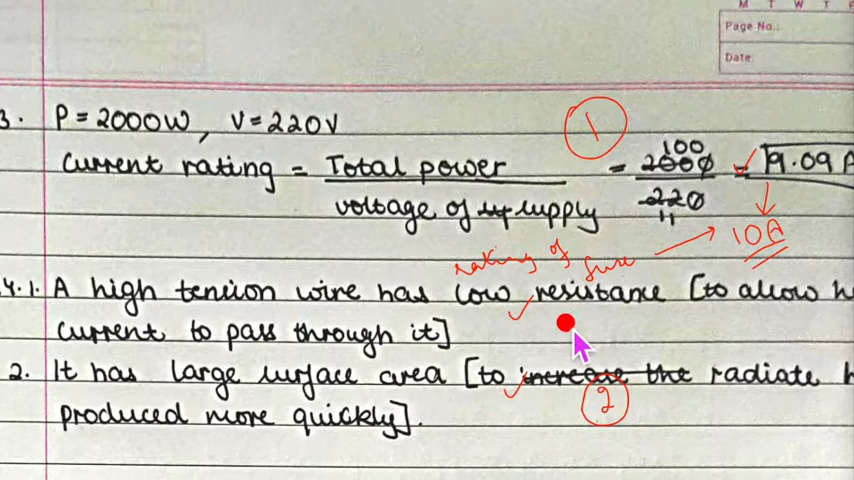 M T W T F
Page No.:
Date:
3. P = 2000W, V = 220V
1
Current rating = Total power / voltage of supply = 2000 / 220 = 9.09A
100
11
10A
rating of fuse
4.1. A high tension wire has low resistance [to allow
current to pass through it]
2. It has large surface area [to increase the radiate
2
produced more quickly].